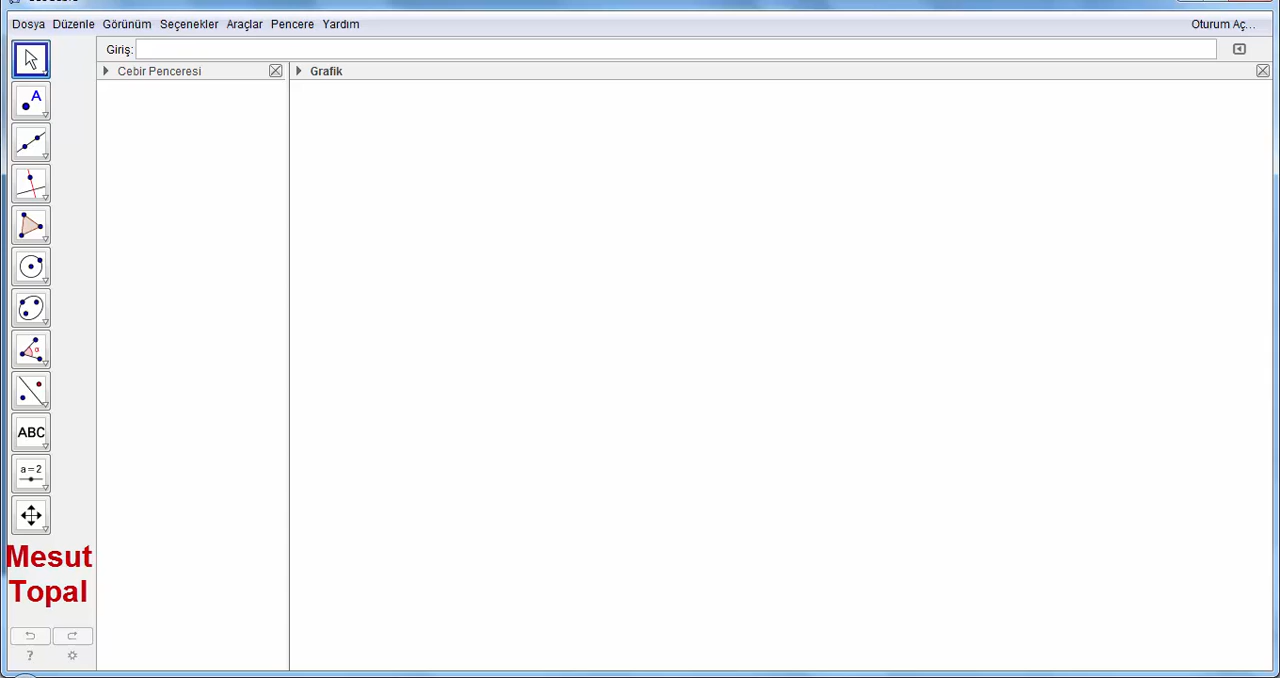 Dosya Düzenle Görünüm Seçenekler Araçlar Pencere Yardım Oturum Aç...
Giriş:
Cebir Penceresi Grafik
A
α
ABC
a=2
Mesut
Topal
?